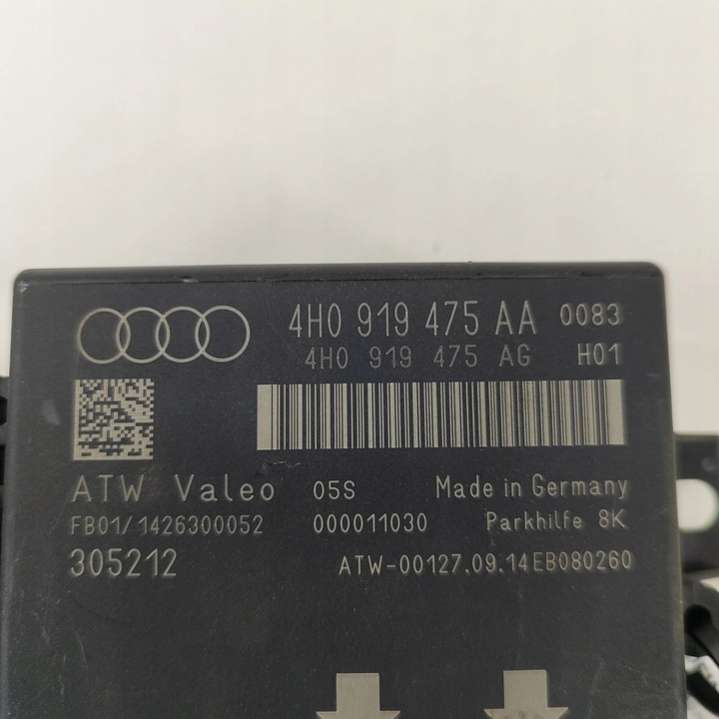 4H0 919 475 AA 0083
4H0 919 475 AG H01
ATW Valeo 05S Made in Germany
FB01/1426300052 000011030 Parkhilfe 8K
305212 ATW-00127.09.14EB080260